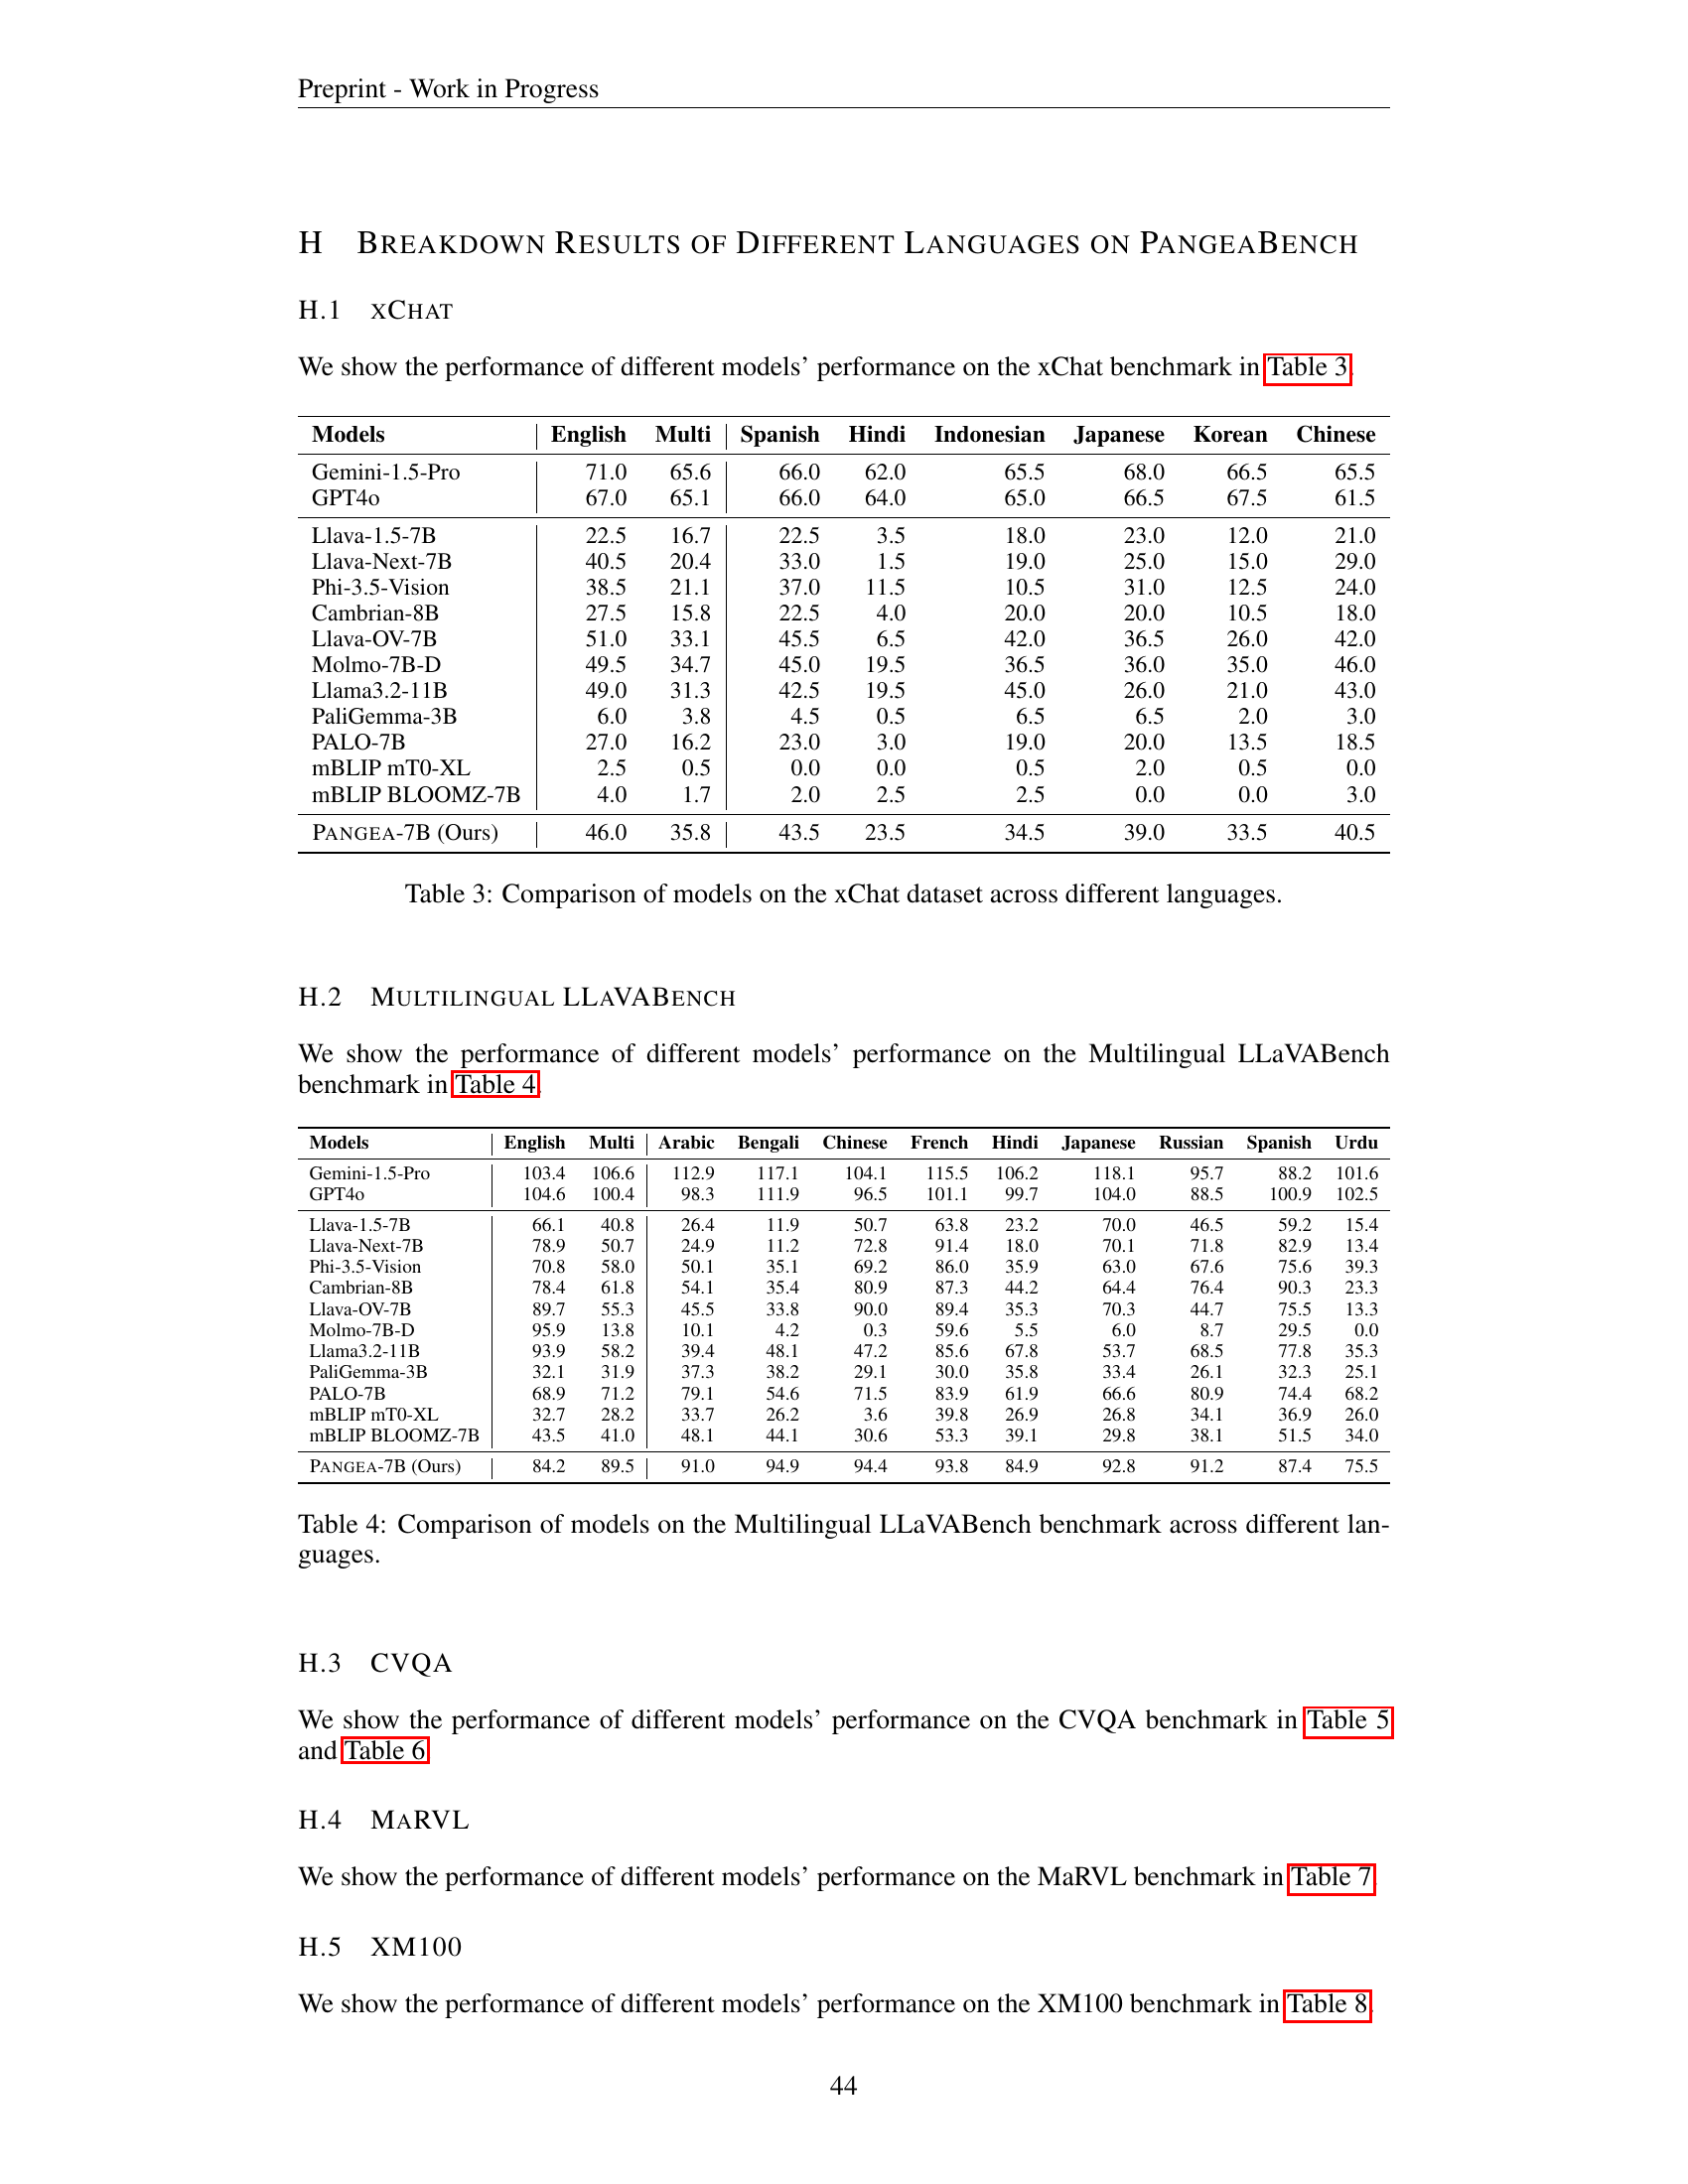 Preprint - Work in Progress
H BREAKDOWN RESULTS OF DIFFERENT LANGUAGES ON PANGEABENCH
H.1 XCHAT
We show the performance of different models’ performance on the xChat benchmark in Table 3.
Models English Multi Spanish Hindi Indonesian Japanese Korean Chinese
Gemini-1.5-Pro 71.0 65.6 66.0 62.0 65.5 68.0 66.5 65.5
GPT4o 67.0 65.1 66.0 64.0 65.0 66.5 67.5 61.5
Llava-1.5-7B 22.5 16.7 22.5 3.5 18.0 23.0 12.0 21.0
Llava-Next-7B 40.5 20.4 33.0 1.5 19.0 25.0 15.0 29.0
Phi-3.5-Vision 38.5 21.1 37.0 11.5 10.5 31.0 12.5 24.0
Cambrian-8B 27.5 15.8 22.5 4.0 20.0 20.0 10.5 18.0
Llava-OV-7B 51.0 33.1 45.5 6.5 42.0 36.5 26.0 42.0
Molmo-7B-D 49.5 34.7 45.0 19.5 36.5 36.0 35.0 46.0
Llama3.2-11B 49.0 31.3 42.5 19.5 45.0 26.0 21.0 43.0
PaliGemma-3B 6.0 3.8 4.5 0.5 6.5 6.5 2.0 3.0
PALO-7B 27.0 16.2 23.0 3.0 19.0 20.0 13.5 18.5
mBLIP mT0-XL 2.5 0.5 0.0 0.0 0.5 2.0 0.5 0.0
mBLIP BLOOMZ-7B 4.0 1.7 2.0 2.5 2.5 0.0 0.0 3.0
PANGEA-7B (Ours) 46.0 35.8 43.5 23.5 34.5 39.0 33.5 40.5
Table 3: Comparison of models on the xChat dataset across different languages.
H.2 MULTILINGUAL LLAVABENCH
We show the performance of different models’ performance on the Multilingual LLaVABench
benchmark in Table 4.
Models English Multi Arabic Bengali Chinese French Hindi Japanese Russian Spanish Urdu
Gemini-1.5-Pro 103.4 106.6 112.9 117.1 104.1 115.5 106.2 118.1 95.7 88.2 101.6
GPT4o 104.6 100.4 98.3 111.9 96.5 101.1 99.7 104.0 88.5 100.9 102.5
Llava-1.5-7B 66.1 40.8 26.4 11.9 50.7 63.8 23.2 70.0 46.5 59.2 15.4
Llava-Next-7B 78.9 50.7 24.9 11.2 72.8 91.4 18.0 70.1 71.8 82.9 13.4
Phi-3.5-Vision 70.8 58.0 50.1 35.1 69.2 86.0 35.9 63.0 67.6 75.6 39.3
Cambrian-8B 78.4 61.8 54.1 35.4 80.9 87.3 44.2 64.4 76.4 90.3 23.3
Llava-OV-7B 89.7 55.3 45.5 33.8 90.0 89.4 35.3 70.3 44.7 75.5 13.3
Molmo-7B-D 95.9 13.8 10.1 4.2 0.3 59.6 5.5 6.0 8.7 29.5 0.0
Llama3.2-11B 93.9 58.2 39.4 48.1 47.2 85.6 67.8 53.7 68.5 77.8 35.3
PaliGemma-3B 32.1 31.9 37.3 38.2 29.1 30.0 35.8 33.4 26.1 32.3 25.1
PALO-7B 68.9 71.2 79.1 54.6 71.5 83.9 61.9 66.6 80.9 74.4 68.2
mBLIP mT0-XL 32.7 28.2 33.7 26.2 3.6 39.8 26.9 26.8 34.1 36.9 26.0
mBLIP BLOOMZ-7B 43.5 41.0 48.1 44.1 30.6 53.3 39.1 29.8 38.1 51.5 34.0
PANGEA-7B (Ours) 84.2 89.5 91.0 94.9 94.4 93.8 84.9 92.8 91.2 87.4 75.5
Table 4: Comparison of models on the Multilingual LLaVABench benchmark across different lan-
guages.
H.3 CVQA
We show the performance of different models’ performance on the CVQA benchmark in Table 5
and Table 6.
H.4 MARVL
We show the performance of different models’ performance on the MaRVL benchmark in Table 7.
H.5 XM100
We show the performance of different models’ performance on the XM100 benchmark in Table 8.
44